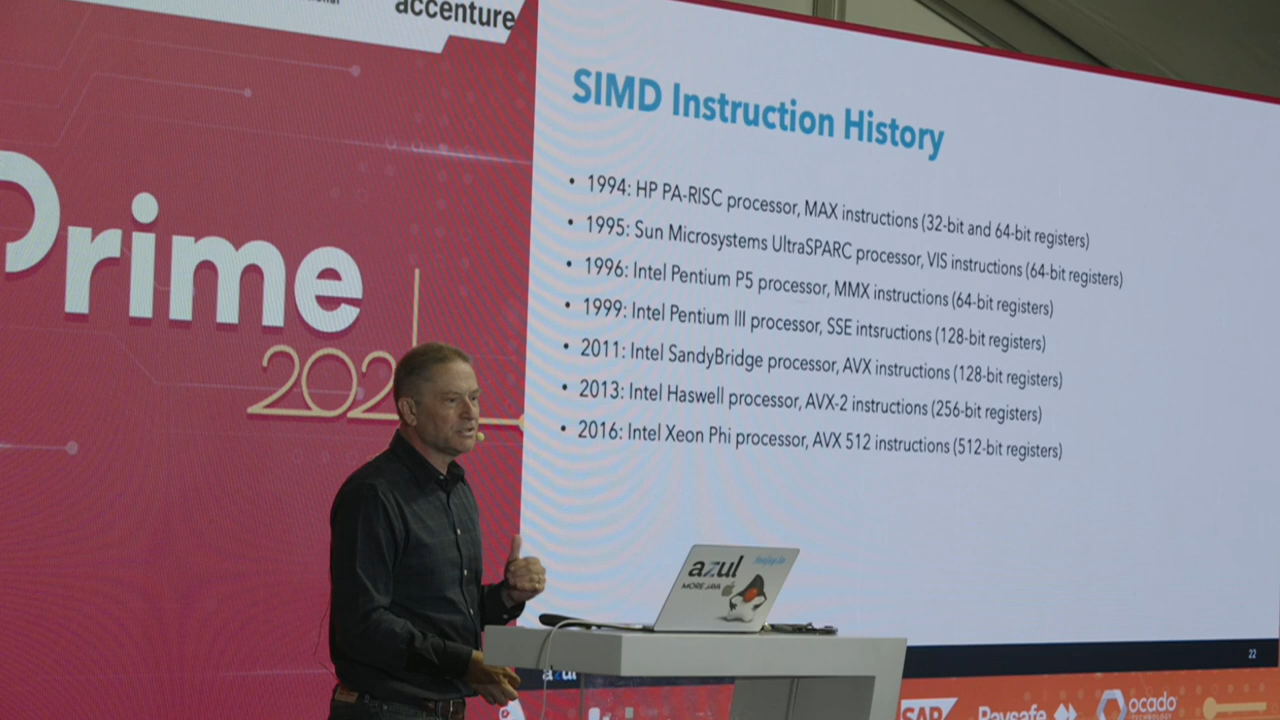 accenture
Prime
202
SIMD Instruction History
• 1994: HP PA-RISC processor, MAX instructions (32-bit and 64-bit registers)
• 1995: Sun Microsystems UltraSPARC processor, VIS instructions (64-bit registers)
• 1996: Intel Pentium P5 processor, MMX instructions (64-bit registers)
• 1999: Intel Pentium III processor, SSE intsructions (128-bit registers)
• 2011: Intel SandyBridge processor, AVX instructions (128-bit registers)
• 2013: Intel Haswell processor, AVX-2 instructions (256-bit registers)
• 2016: Intel Xeon Phi processor, AVX 512 instructions (512-bit registers)
azul
MORE JAVA
22
azul
SAP
Paysafe
ocado
TECHNOLOGY